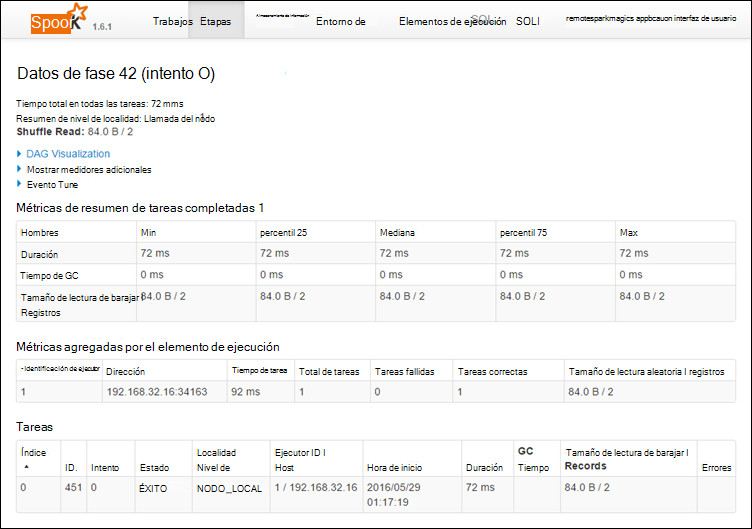 SpooK 1.6.1 Trabajos Etapas Almacenamiento de información Entorno de Elementos de ejecución SOLI remotesparkmagics appbcauon interfaz de usuario
Datos de fase 42 (intento O)
Tiempo total en todas las tareas: 72 mms
Resumen de nivel de localidad: Llamada del nodo
Shuffle Read: 84.0 B / 2
DAG Visualization
Mostrar medidores adicionales
Evento Tune
Métricas de resumen de tareas completadas 1
Hombres Min percentil 25 Mediana percentil 75 Max
Duración 72 ms 72 ms 72 ms 72 ms 72 ms
Tiempo de GC 0 ms 0 ms 0 ms 0 ms 0 ms
Tamaño de lectura de barajar I 84.0 B / 2 84.0 B / 2 84.0 B / 2 84.0 B / 2 84.0 B / 2
Registros
Métricas agregadas por el elemento de ejecución
- Identificación de ejecutor Dirección Tiempo de tarea Total de tareas Tareas fallidas Tareas correctas Tamaño de lectura aleatoria I registros
1 192.168.32.16:34163 92 ms 1 0 1 84.0 B / 2
Tareas
Índice Localidad Ejecutor ID I GC Tamaño de lectura de barajar I
ID. Intento Estado Nivel de Host Hora de inicio Duración Tiempo Records Errores
0 451 0 ÉXITO NODO_LOCAL 1 / 192.168.32.16 2016/05/29 72 ms 84.0 B / 2
01:17:19